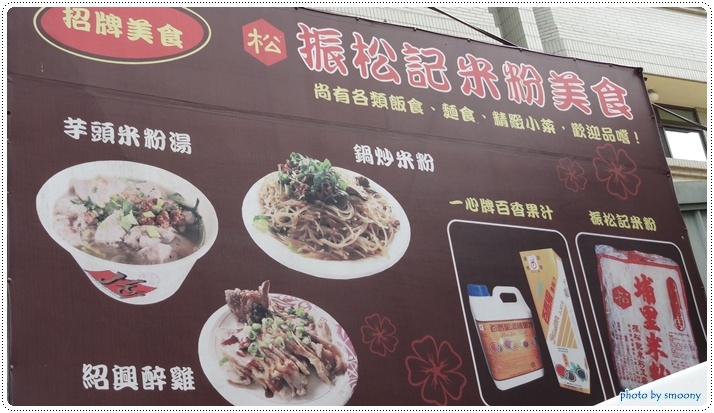 招牌美食
松
振松記米粉美食
尚有各類飯食、麵食、精緻小菜，歡迎品嚐！
芋頭米粉湯
鍋炒米粉
一心牌百香果汁
振松記米粉
紹興醉雞
松
埔里米粉
photo by smoony